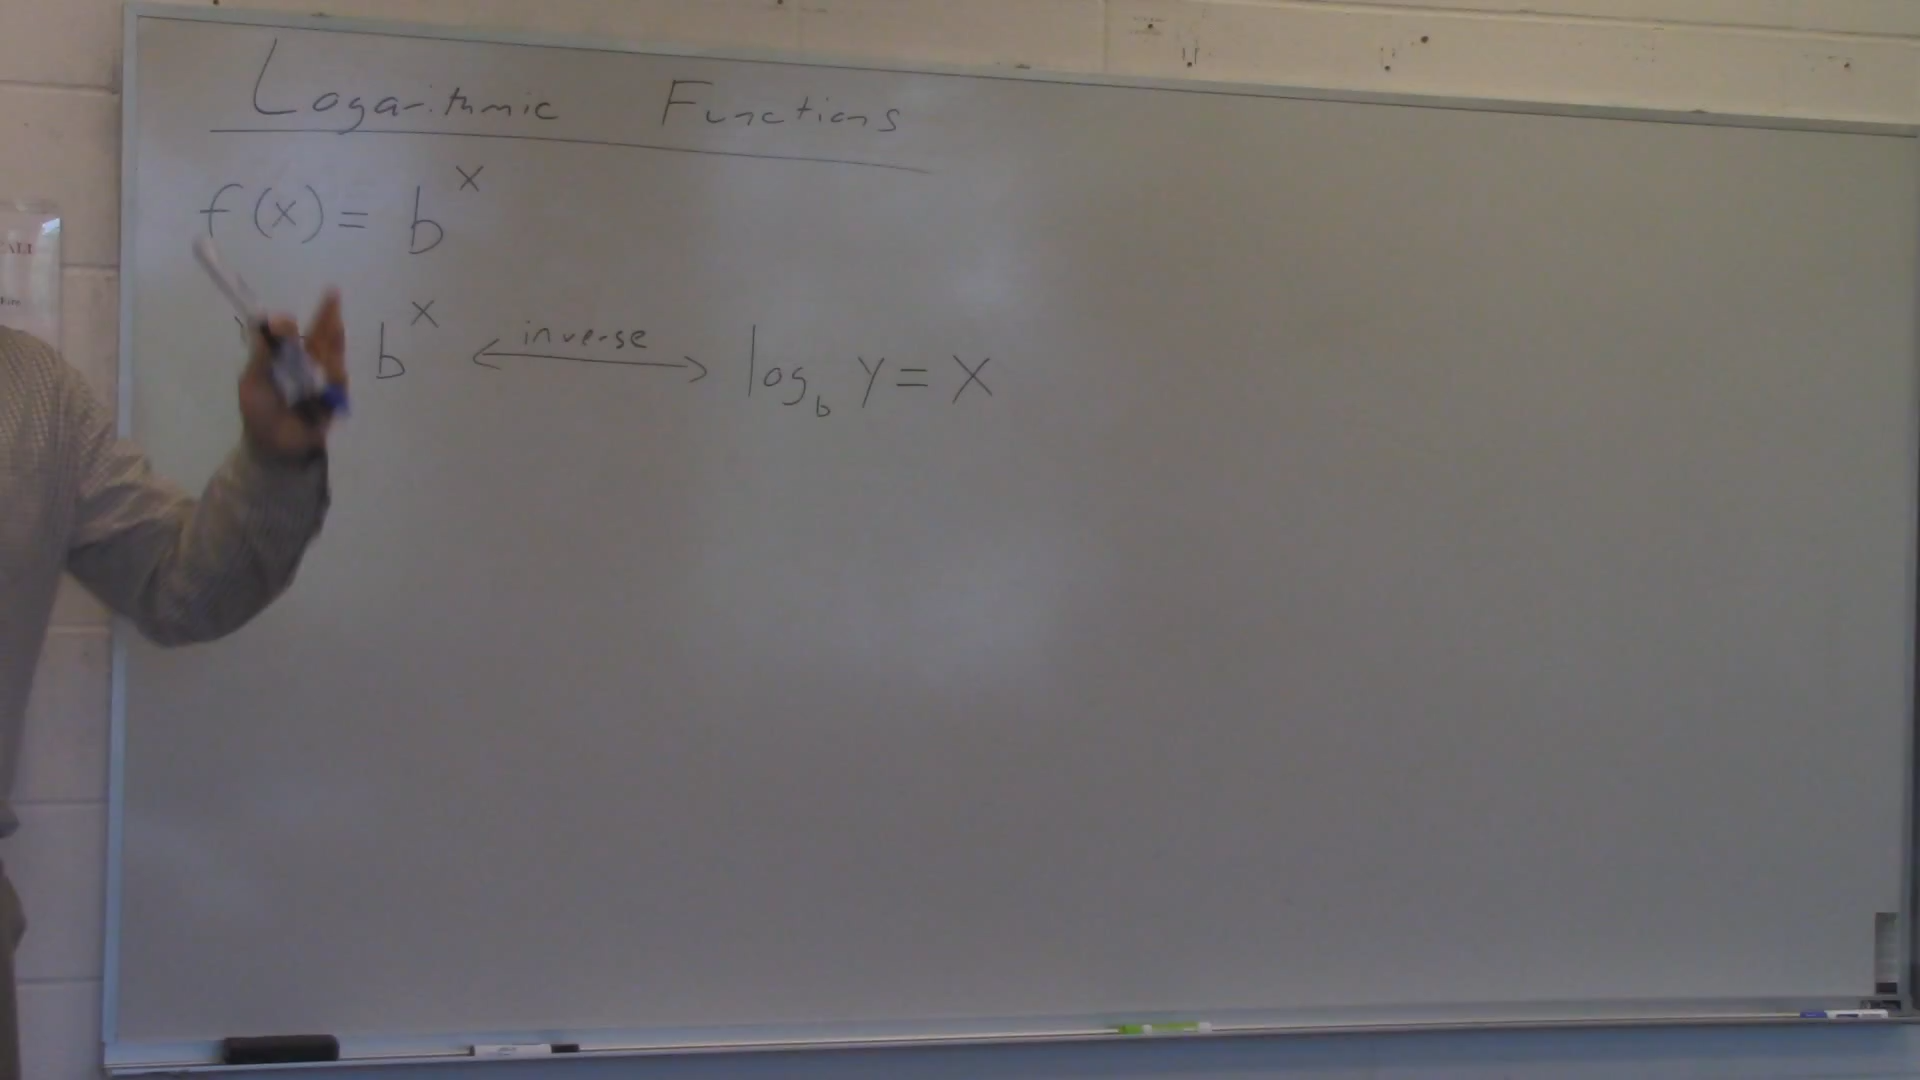 Logarithmic Functions
f(x) = b^x
b^x <--inverse--> log_b y = x